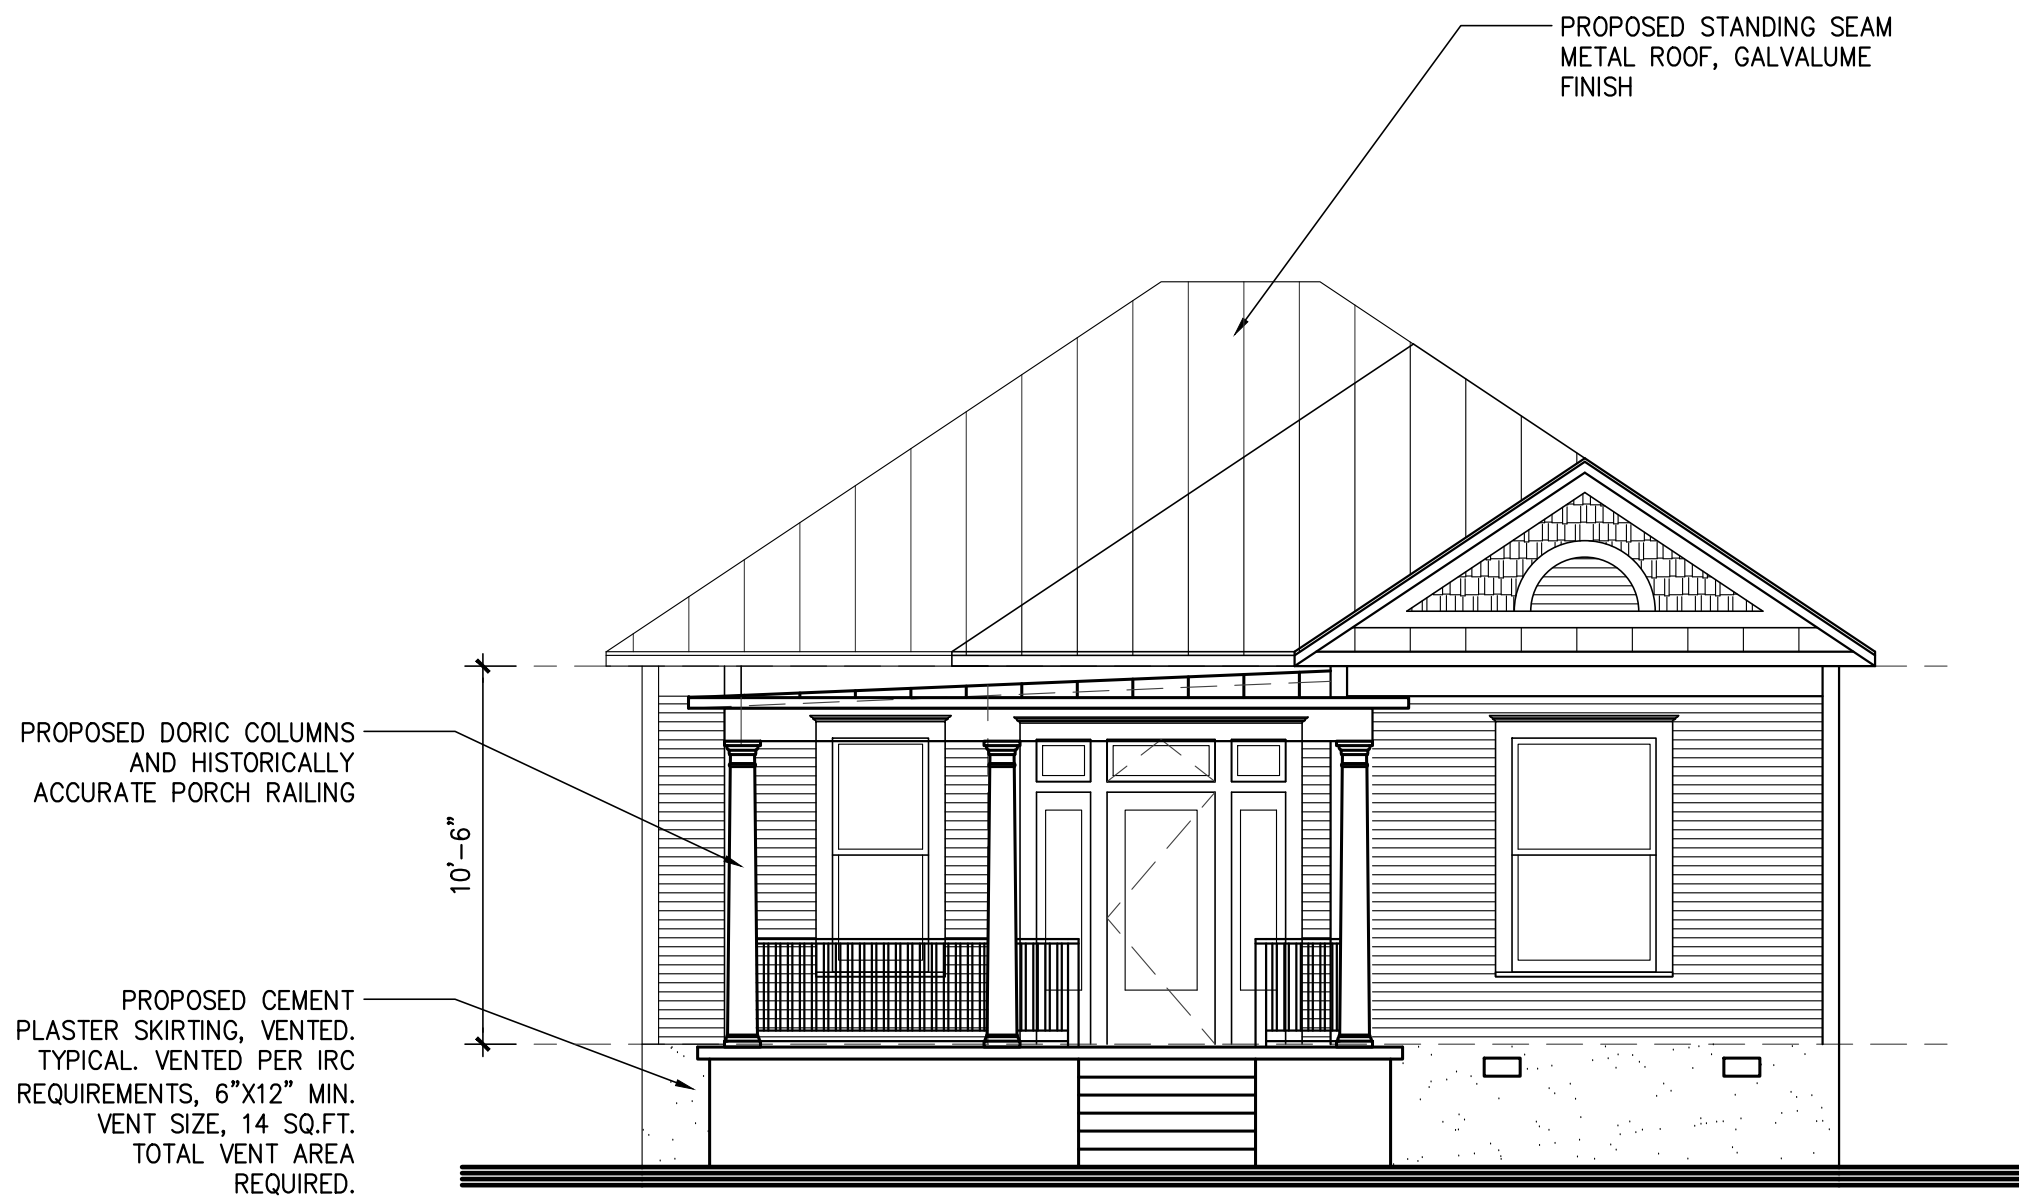 PROPOSED STANDING SEAM
METAL ROOF, GALVALUME
FINISH
PROPOSED DORIC COLUMNS
AND HISTORICALLY
ACCURATE PORCH RAILING
10'-6"
PROPOSED CEMENT
PLASTER SKIRTING, VENTED.
TYPICAL. VENTED PER IRC
REQUIREMENTS, 6"X12" MIN.
VENT SIZE, 14 SQ.FT.
TOTAL VENT AREA
REQUIRED.